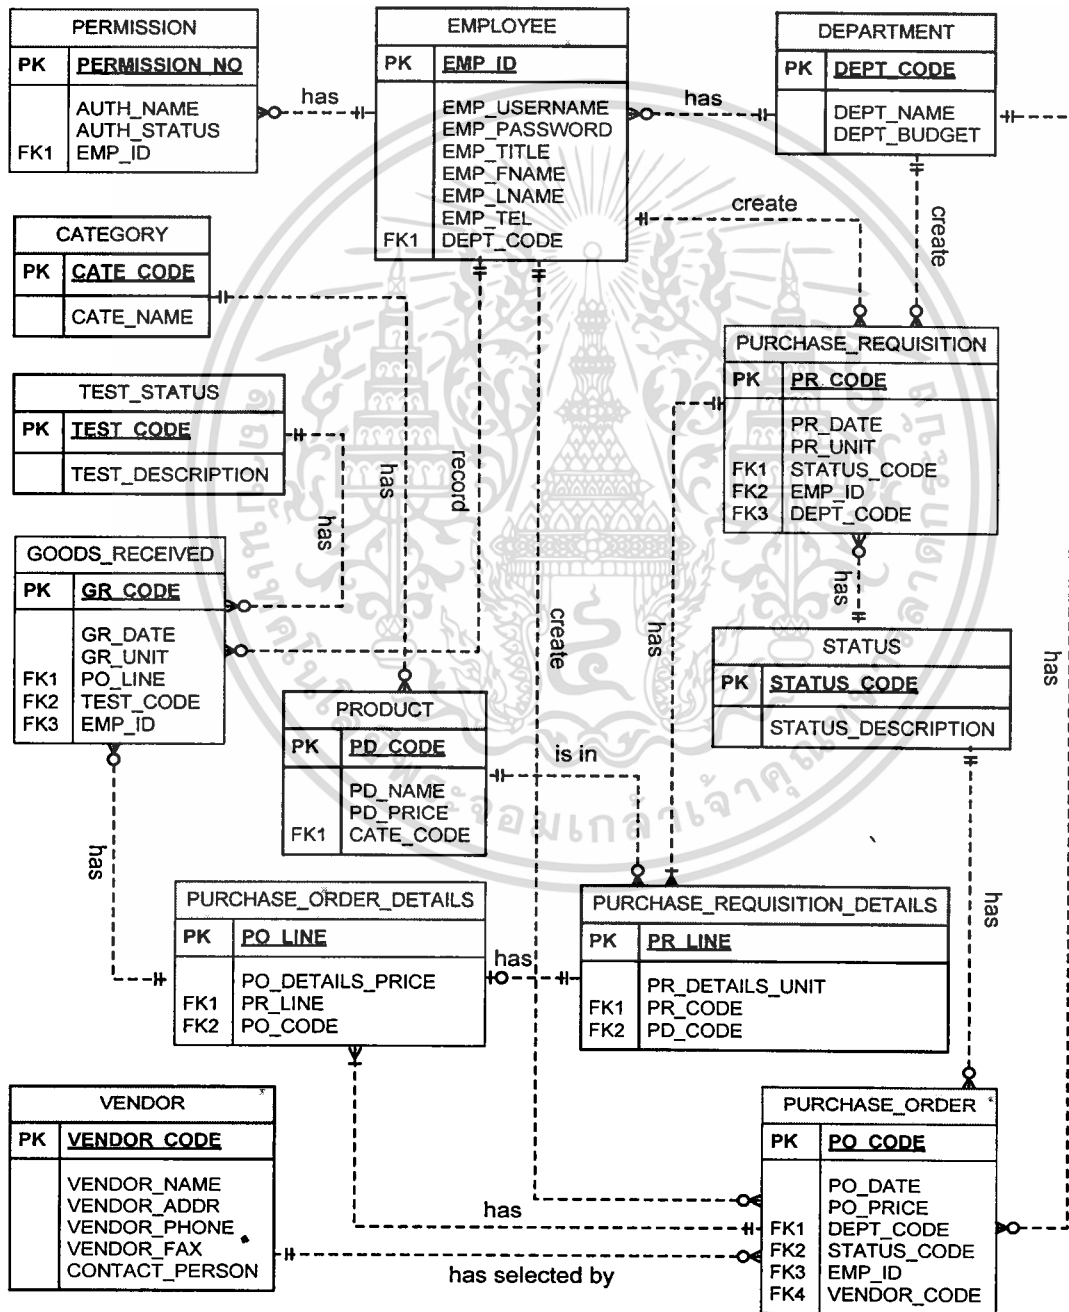 PERMISSION
PK PERMISSION_NO
AUTH_NAME
AUTH_STATUS
FK1 EMP_ID
has
EMPLOYEE
PK EMP_ID
EMP_USERNAME
EMP_PASSWORD
EMP_TITLE
EMP_FNAME
EMP_LNAME
EMP_TEL
FK1 DEPT_CODE
has
DEPARTMENT
PK DEPT_CODE
DEPT_NAME
DEPT_BUDGET
create
create
CATEGORY
PK CATE_CODE
CATE_NAME
TEST_STATUS
PK TEST_CODE
TEST_DESCRIPTION
has
has
record
PURCHASE_REQUISITION
PK PR_CODE
PR_DATE
PR_UNIT
FK1 STATUS_CODE
FK2 EMP_ID
FK3 DEPT_CODE
GOODS_RECEIVED
PK GR_CODE
GR_DATE
GR_UNIT
FK1 PO_LINE
FK2 TEST_CODE
FK3 EMP_ID
create
has
has
has
STATUS
PK STATUS_CODE
STATUS_DESCRIPTION
PRODUCT
PK PD_CODE
PD_NAME
PD_PRICE
FK1 CATE_CODE
is in
has
has
PURCHASE_ORDER_DETAILS
PK PO_LINE
PO_DETAILS_PRICE
FK1 PR_LINE
FK2 PO_CODE
has
PURCHASE_REQUISITION_DETAILS
PK PR_LINE
PR_DETAILS_UNIT
FK1 PR_CODE
FK2 PD_CODE
VENDOR
PK VENDOR_CODE
VENDOR_NAME
VENDOR_ADDR
VENDOR_PHONE
VENDOR_FAX
CONTACT_PERSON
has
has selected by
PURCHASE_ORDER
PK PO_CODE
PO_DATE
PO_PRICE
FK1 DEPT_CODE
FK2 STATUS_CODE
FK3 EMP_ID
FK4 VENDOR_CODE